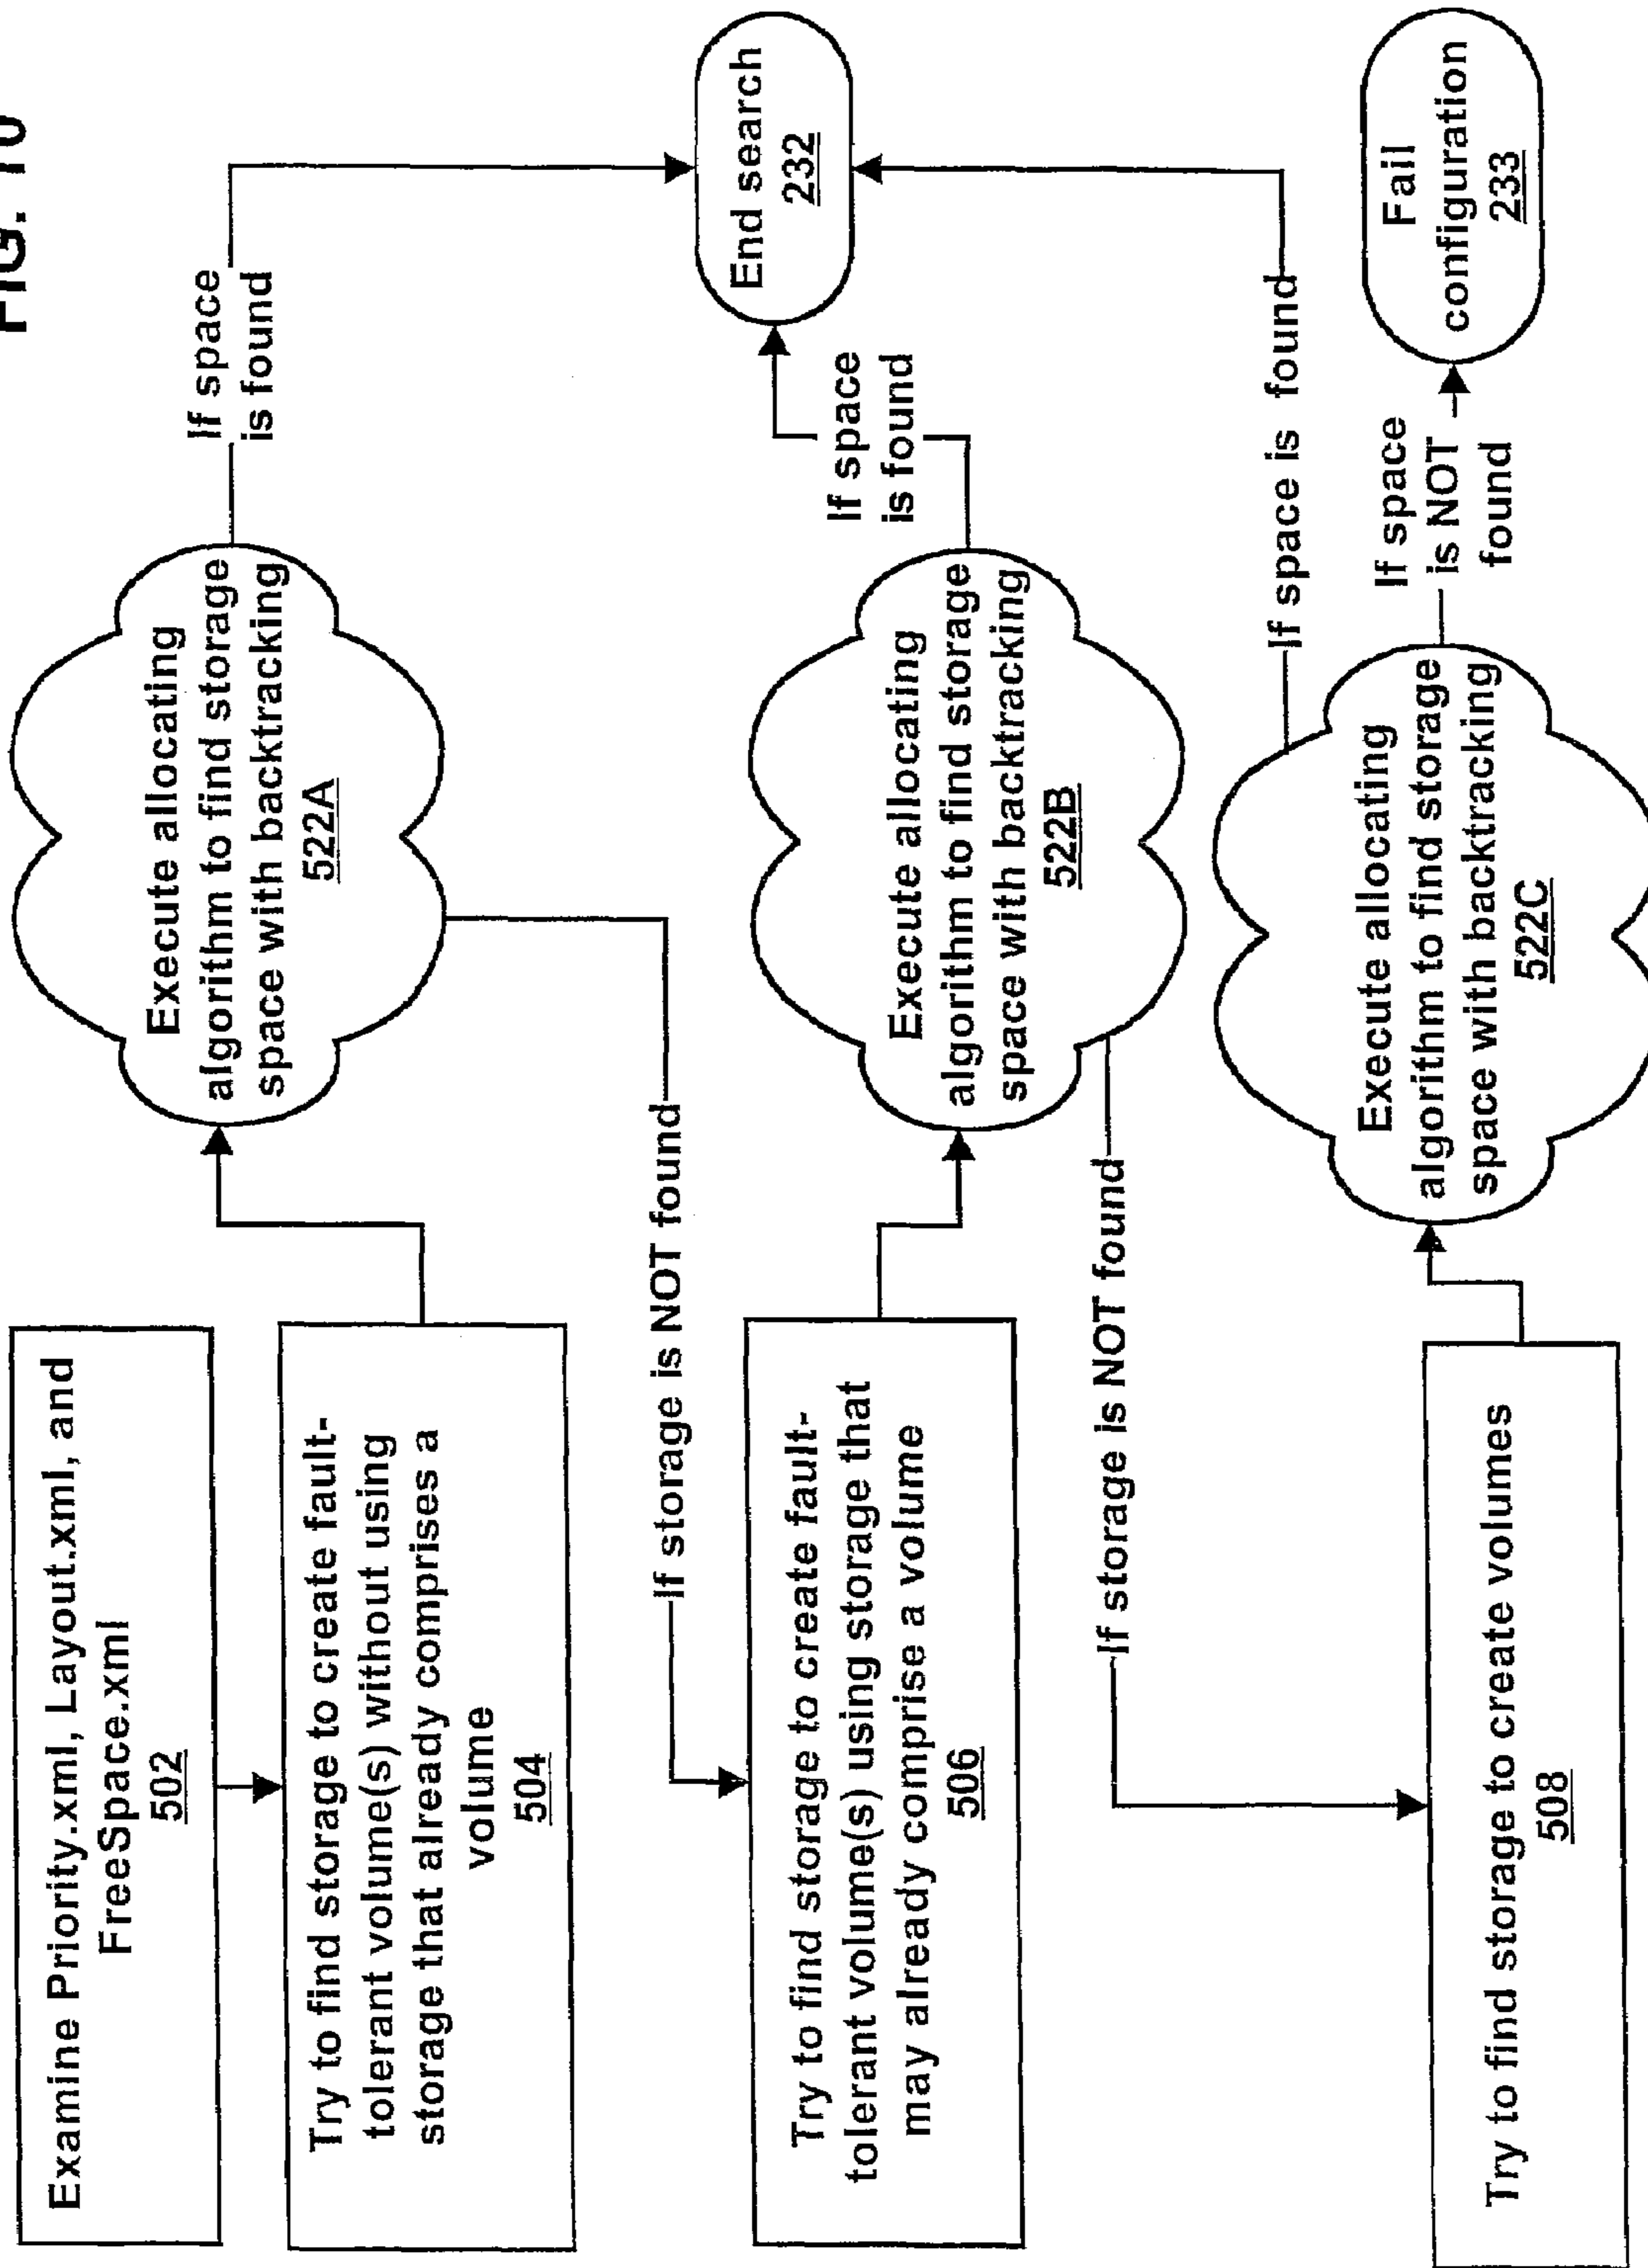 FIG. 10
Examine Priority.xml, Layout.xml, and
FreeSpace.xml
502
Try to find storage to create fault-
tolerant volume(s) without using
storage that already comprises a
volume
504
Execute allocating
algorithm to find storage
space with backtracking
522A
If space
is found
If storage is NOT found
Try to find storage to create fault-
tolerant volume(s) using storage that
may already comprise a volume
506
Execute allocating
algorithm to find storage
space with backtracking
522B
If space
is found
End search
232
If storage is NOT found
Try to find storage to create volumes
508
Execute allocating
algorithm to find storage
space with backtracking
522C
If space is found
If space
is NOT
found
Fail
configuration
233